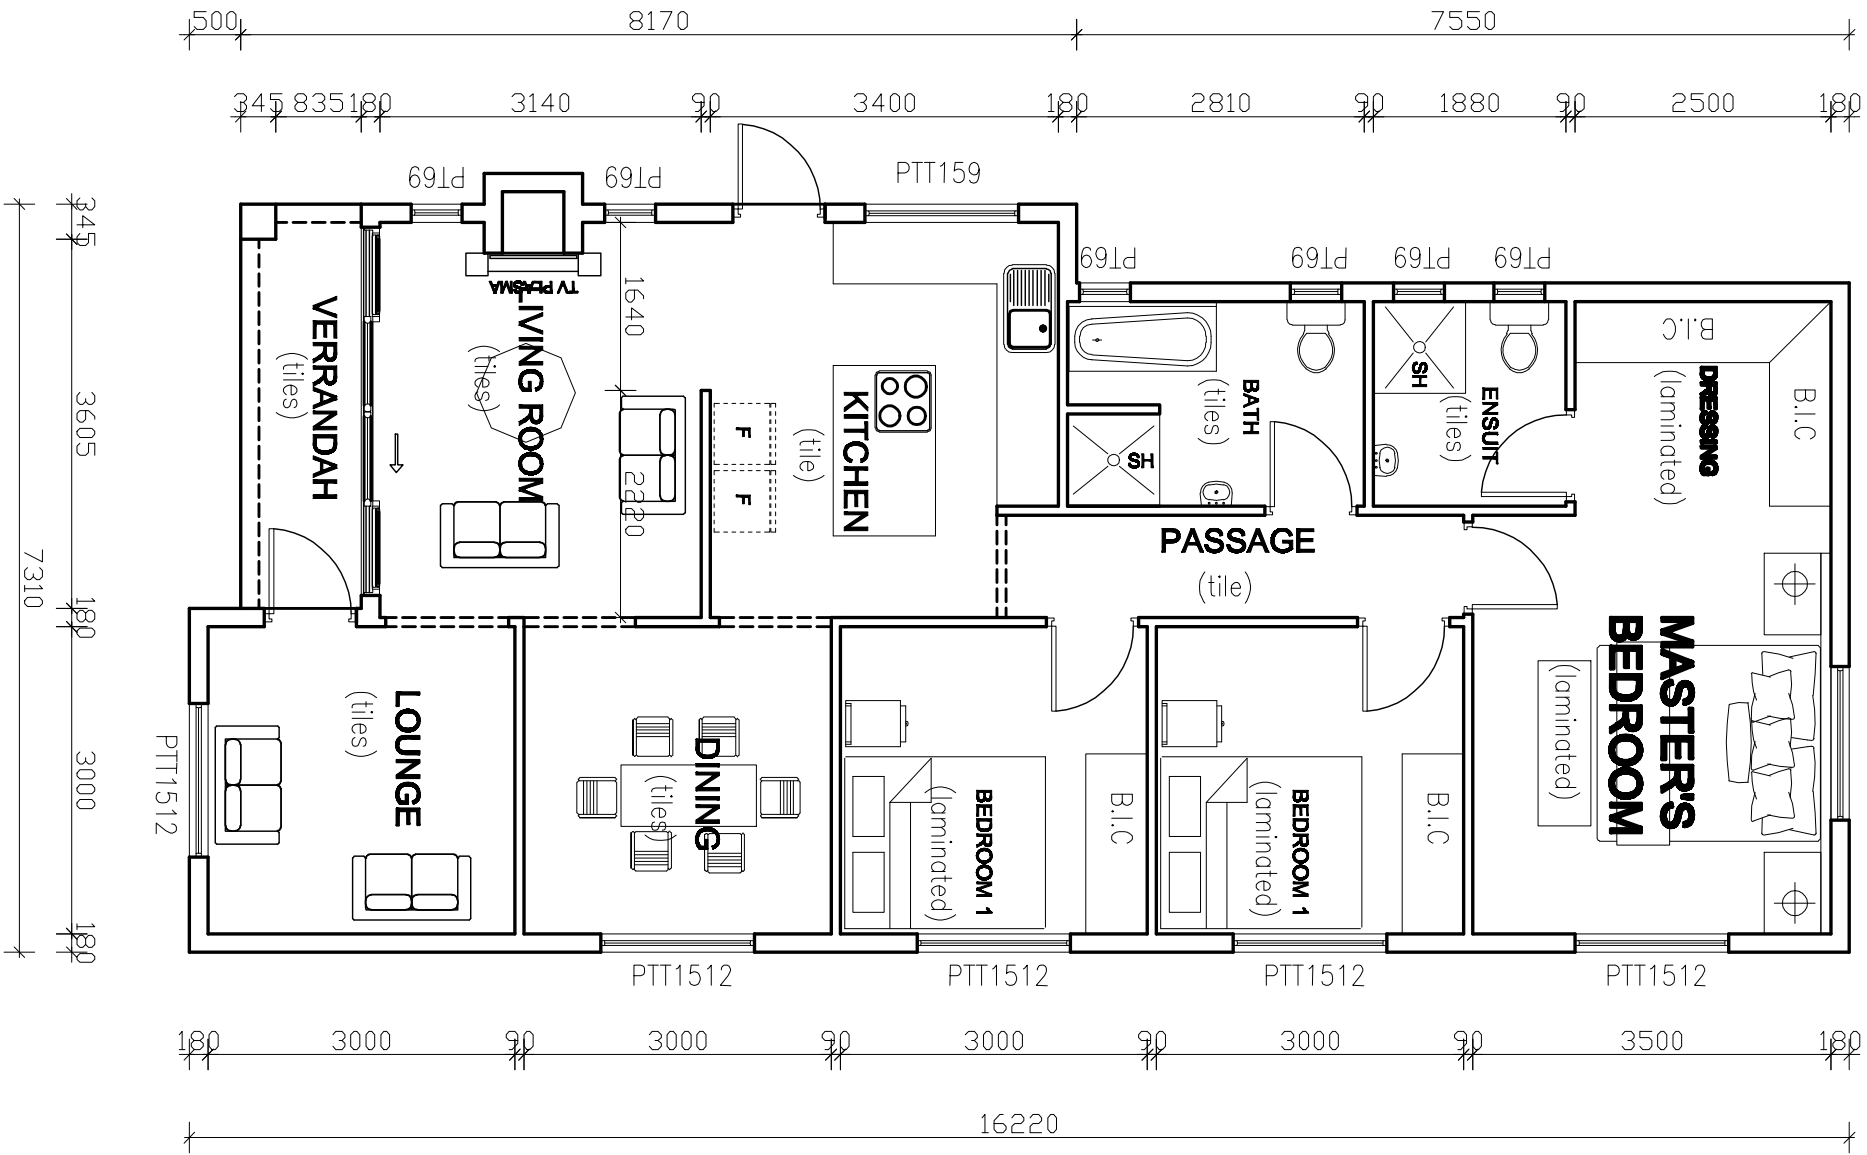 500 8170 7550
345 835 180 3140 90 3400 180 2810 90 1880 90 2500 180
PT69
PT69
PTT159
PT69
PT69
PT69
PT69
345
3605
180
3000
180
7310
VERRANDAH
(tiles)
TV PLASMA
LIVING ROOM
(tiles)
1640
2220
F
F
KITCHEN
(tile)
SH
BATH
(tiles)
SH
ENSUIT
(tiles)
B.I.C
B.I.C
DRESSING
(laminated)
PASSAGE
(tile)
MASTER'S
BEDROOM
(laminated)
LOUNGE
(tiles)
DINING
(tiles)
BEDROOM 1
(laminated)
B.I.C
BEDROOM 1
(laminated)
B.I.C
PTT1512
PTT1512
PTT1512
PTT1512
PTT1512
180 3000 90 3000 90 3000 90 3000 90 3500 180
16220